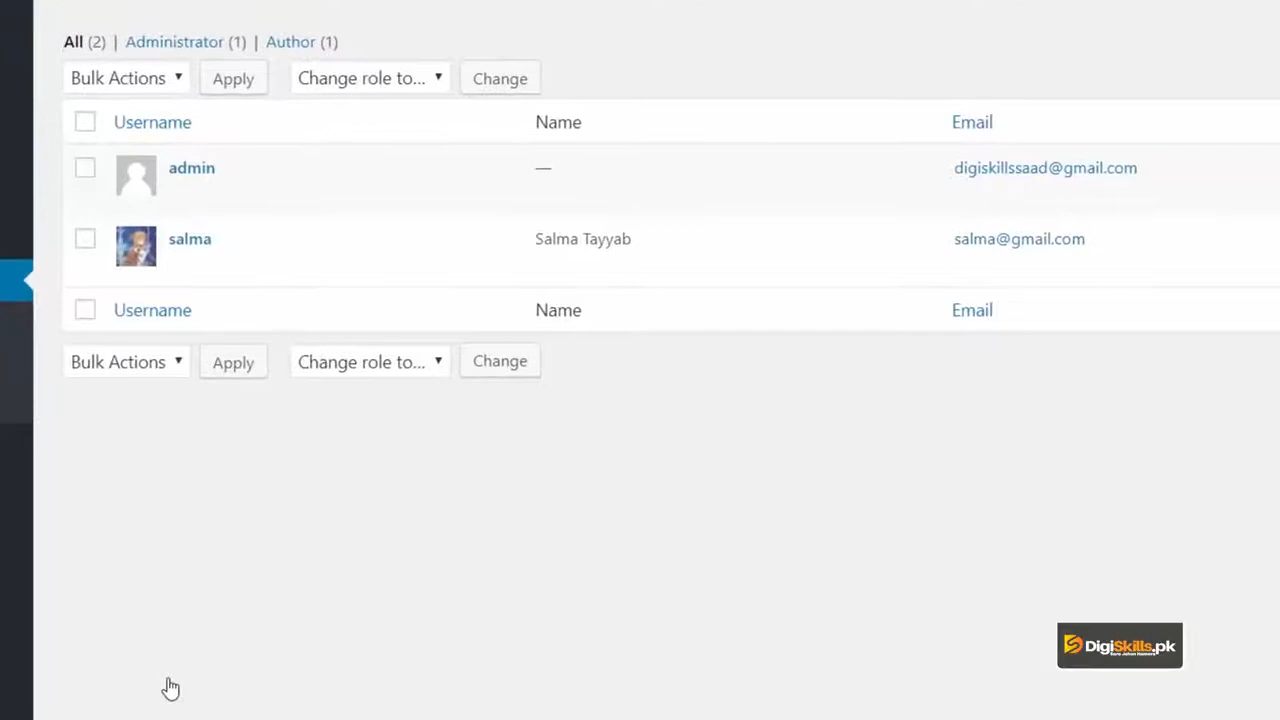 All (2) | Administrator (1) | Author (1)
Bulk Actions Apply Change role to... Change
Username Name Email
admin — digiskillssaad@gmail.com
salma Salma Tayyab salma@gmail.com
Username Name Email
Bulk Actions Apply Change role to... Change
DigiSkills.pk